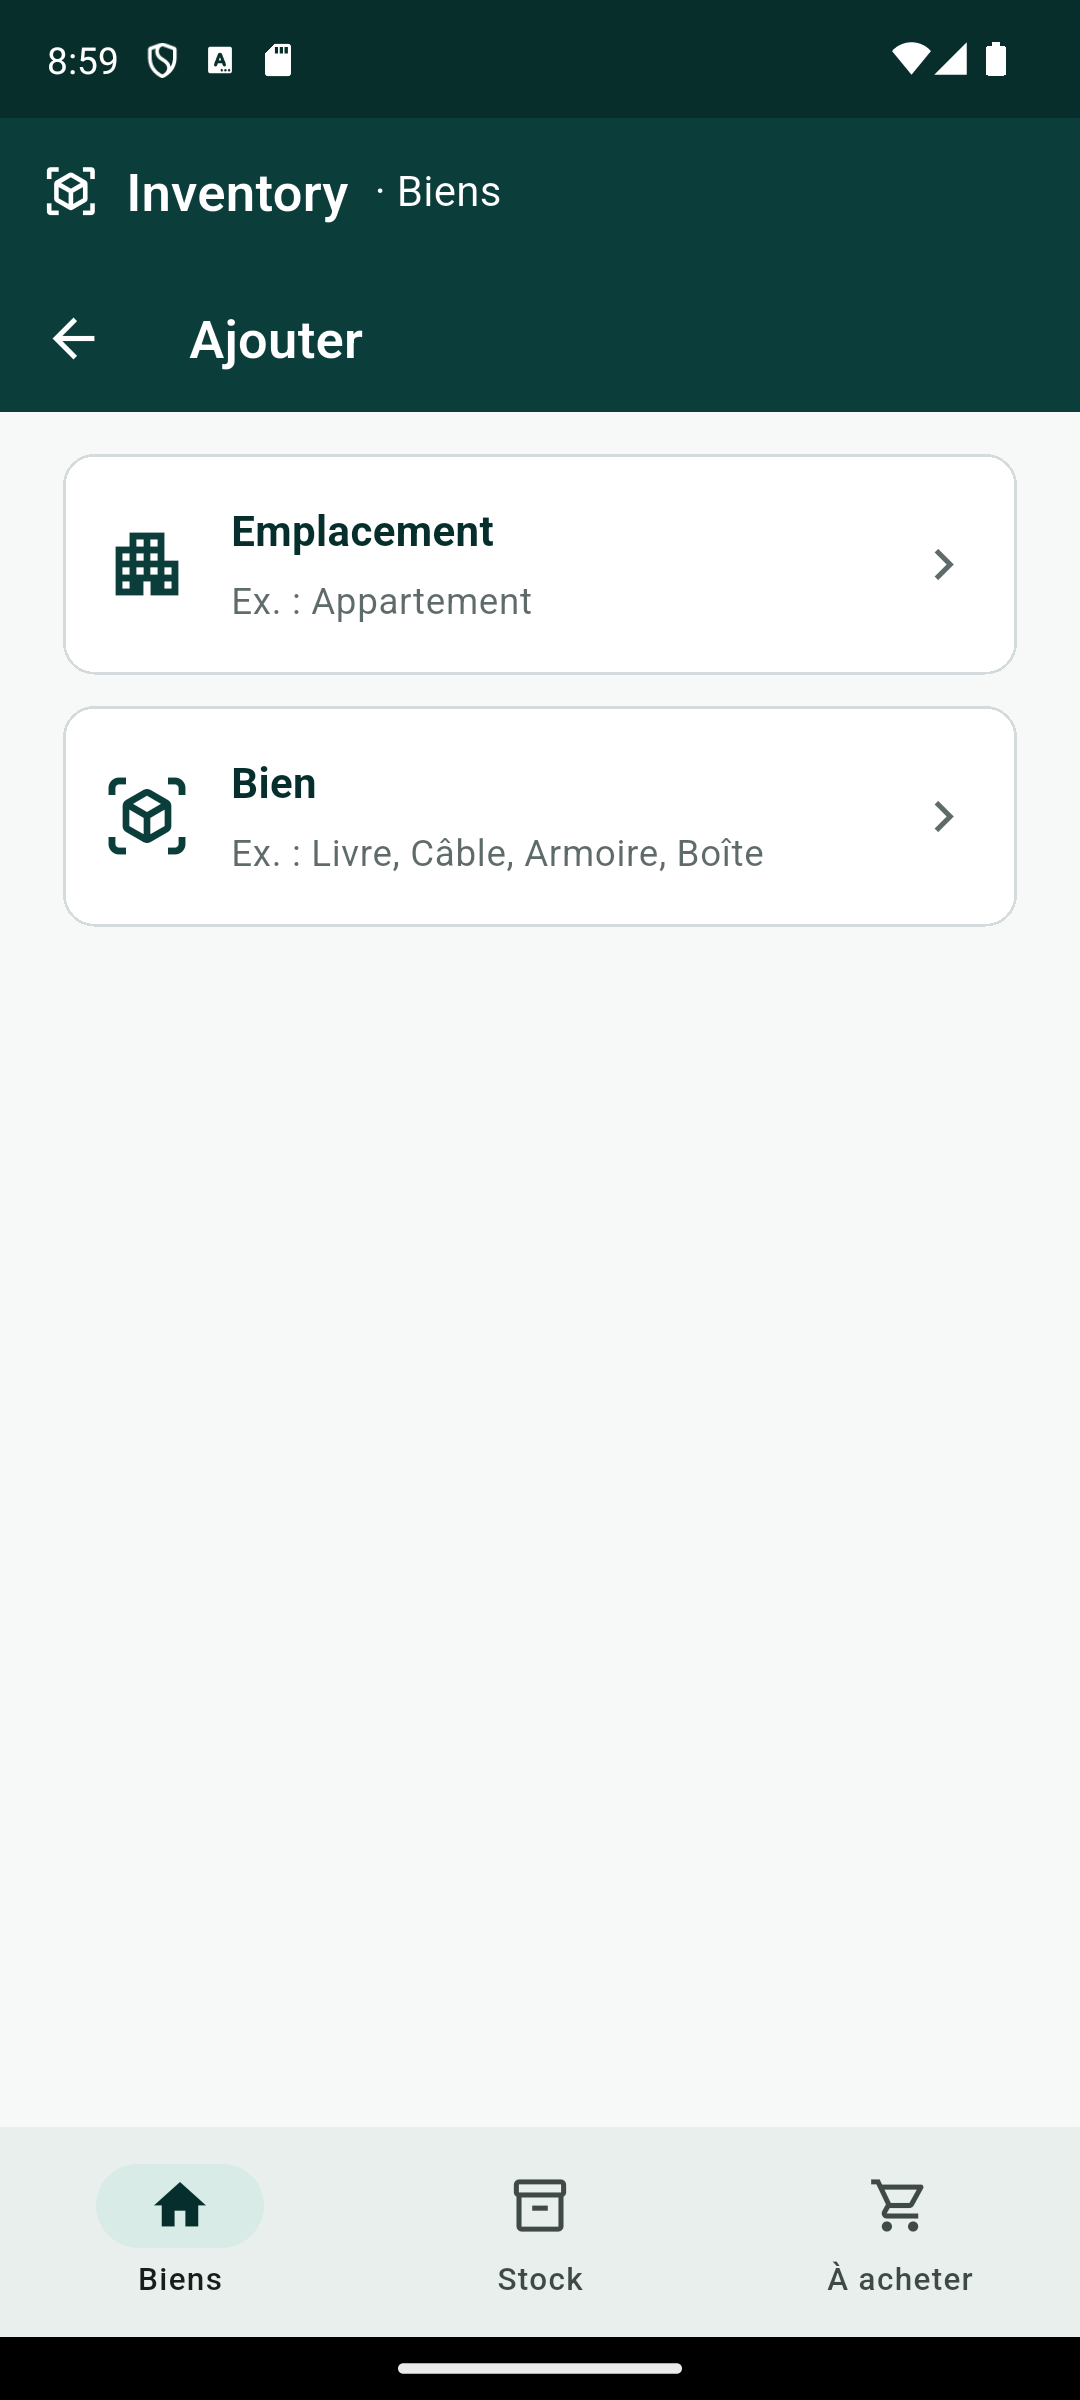 8:59
Inventory · Biens
Ajouter
Emplacement
Ex. : Appartement
Bien
Ex. : Livre, Câble, Armoire, Boîte
Biens
Stock
À acheter